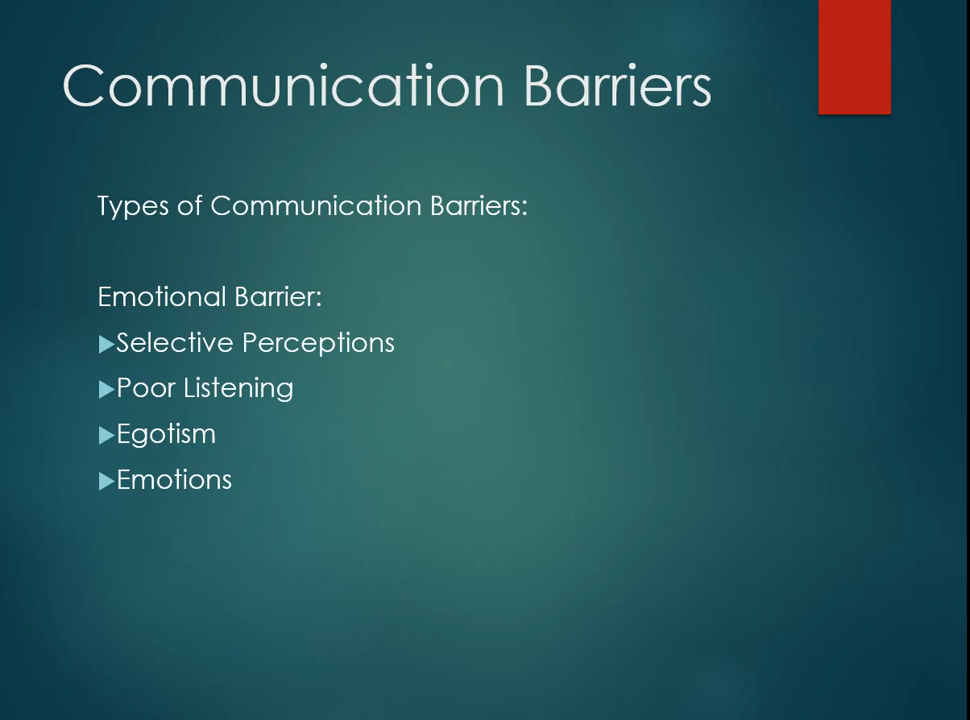 Communication Barriers
Types of Communication Barriers:
Emotional Barrier:
▶Selective Perceptions
▶Poor Listening
▶Egotism
▶Emotions